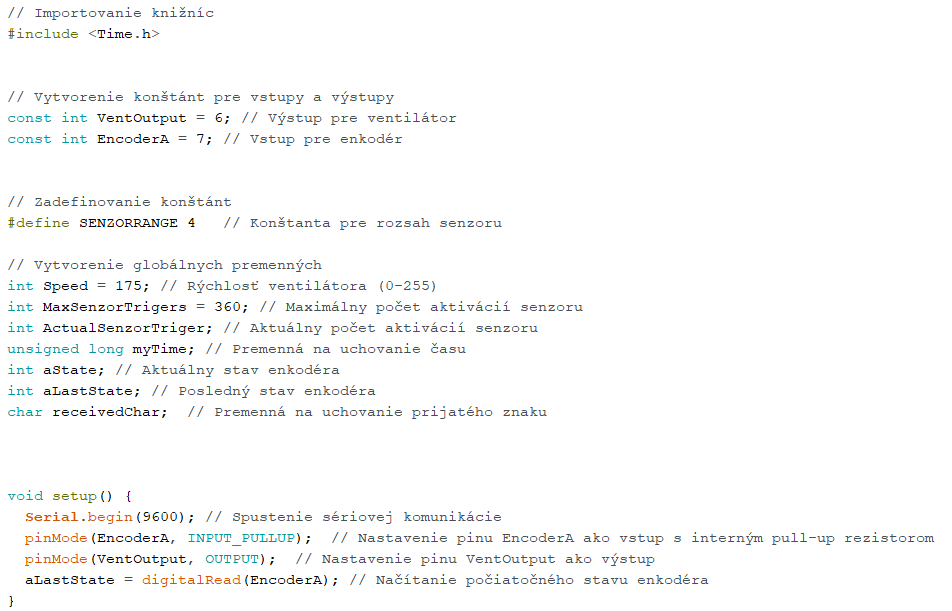 // Importovanie knižníc
#include <Time.h>
// Vytvorenie konštánt pre vstupy a výstupy
const int VentOutput = 6; // Výstup pre ventilátor
const int EncoderA = 7; // Vstup pre enkodér
// Zadefinovanie konštánt
#define SENZORRANGE 4   // Konštanta pre rozsah senzoru
// Vytvorenie globálnych premenných
int Speed = 175; // Rýchlosť ventilátora (0-255)
int MaxSenzorTrigers = 360; // Maximálny počet aktivácií senzoru
int ActualSenzorTriger; // Aktuálny počet aktivácií senzoru
unsigned long myTime; // Premenná na uchovanie času
int aState; // Aktuálny stav enkodéra
int aLastState; // Posledný stav enkodéra
char receivedChar;  // Premenná na uchovanie prijatého znaku
void setup() {
  Serial.begin(9600); // Spustenie sériovej komunikácie
  pinMode(EncoderA, INPUT_PULLUP);  // Nastavenie pinu EncoderA ako vstup s interným pull-up rezistorom
  pinMode(VentOutput, OUTPUT);  // Nastavenie pinu VentOutput ako výstup
  aLastState = digitalRead(EncoderA); // Načítanie počiatočného stavu enkodéra
}